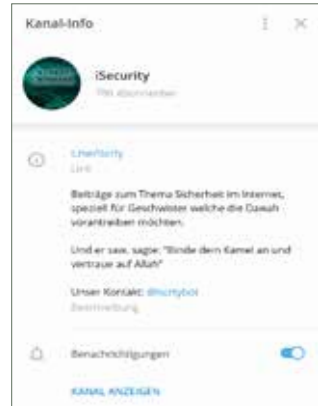 Kanal-Info
iSecurity
Abonnenten
Link
Beiträge zum Thema Sicherheit im Internet,
speziell für Geschwister welche die Dawah
vorantreiben möchten.
Und er saw. sagte: "Binde dein Kamel an und
vertraue auf Allah"
Unser Kontakt:
Beschreibung
Benachrichtigungen
KANAL ANZEIGEN